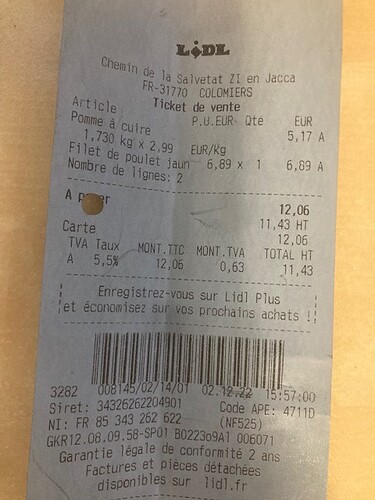 LiDL
Chemin de la Salvetat ZI en Jacca
FR-31770 COLOMIERS
Ticket de vente
Article P.U.EUR Qté EUR
Pomme à cuire 5,17 A
1,730 kg x 2,99 EUR/Kg
Filet de poulet jaun 6,89 x 1 6,89 A
Nombre de lignes: 2
A p yer 12,06
11,43 HT
Carte 12,06
TVA Taux MONT.TTC MONT.TVA TOTAL HT
A 5,5% 12,06 0,63 11,43
Enregistrez-vous sur Lidl Plus
et économisez sur vos prochains achats !
3282 008145/02/14/01 02.12.22 15:57:00
Siret: 34326262204901 Code APE: 4711D
NI: FR 85 343 262 622 (NF525)
GKR12.08.09.58-SP01 B0223o9A1 006071
Garantie légale de conformité 2 ans
Factures et pièces détachées
disponibles sur lidl.fr